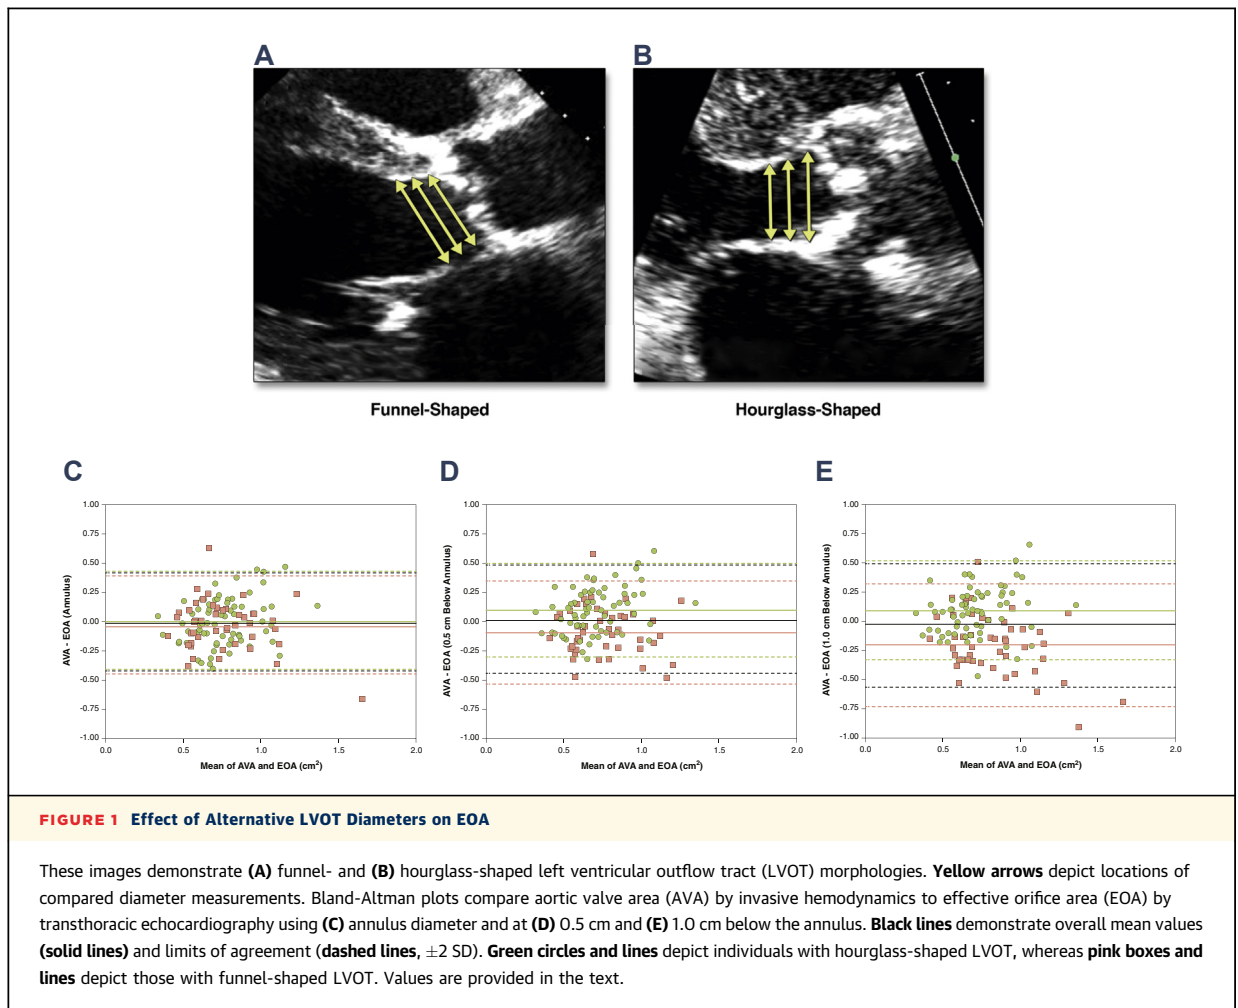 A
B
Funnel-Shaped
Hourglass-Shaped
C
D
E
AVA - EOA (Annulus)
1.00
0.75
0.50
0.25
0.00
-0.25
-0.50
-0.75
-1.00
0.0
0.5
1.0
1.5
2.0
Mean of AVA and EOA (cm²)
AVA - EOA (0.5 cm Below Annulus)
1.00
0.75
0.50
0.25
0.00
-0.25
-0.50
-0.75
-1.00
0.0
0.5
1.0
1.5
2.0
Mean of AVA and EOA (cm²)
AVA - EOA (1.0 cm Below Annulus)
1.00
0.75
0.50
0.25
0.00
-0.25
-0.50
-0.75
-1.00
0.0
0.5
1.0
1.5
2.0
Mean of AVA and EOA (cm²)
FIGURE 1 Effect of Alternative LVOT Diameters on EOA
These images demonstrate (A) funnel- and (B) hourglass-shaped left ventricular outflow tract (LVOT) morphologies. Yellow arrows depict locations of
compared diameter measurements. Bland-Altman plots compare aortic valve area (AVA) by invasive hemodynamics to effective orifice area (EOA) by
transthoracic echocardiography using (C) annulus diameter and at (D) 0.5 cm and (E) 1.0 cm below the annulus. Black lines demonstrate overall mean values
(solid lines) and limits of agreement (dashed lines, ±2 SD). Green circles and lines depict individuals with hourglass-shaped LVOT, whereas pink boxes and
lines depict those with funnel-shaped LVOT. Values are provided in the text.